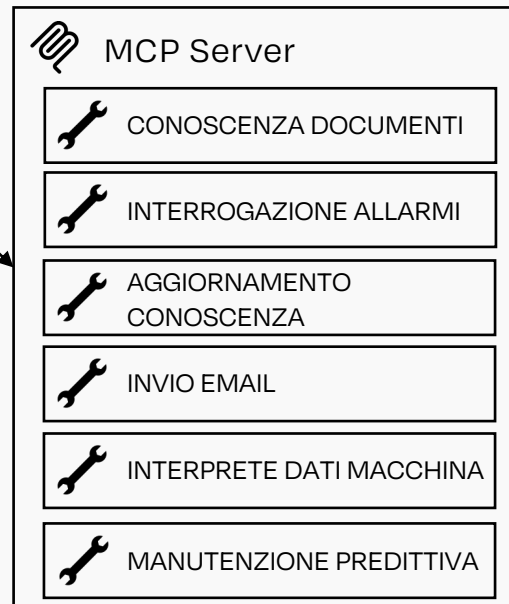 MCP Server
CONOSCENZA DOCUMENTI
INTERROGAZIONE ALLARMI
AGGIORNAMENTO
CONOSCENZA
INVIO EMAIL
INTERPRETE DATI MACCHINA
MANUTENZIONE PREDITTIVA